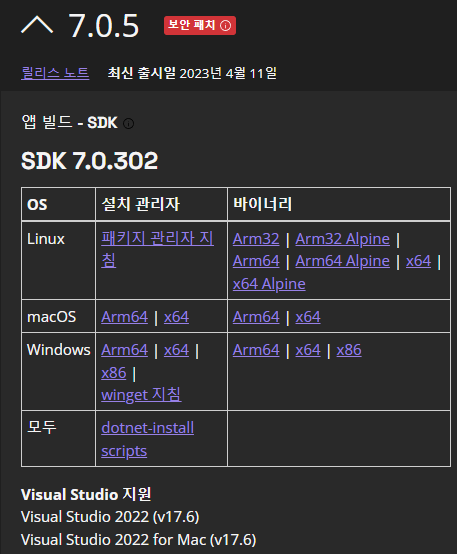 7.0.5 보안 패치
릴리스 노트 최신 출시일 2023년 4월 11일
앱 빌드 - SDK
SDK 7.0.302
OS 설치 관리자 바이너리
Linux 패키지 관리자 지침 Arm32 | Arm32 Alpine |
Arm64 | Arm64 Alpine | x64 |
x64 Alpine
macOS Arm64 | x64 Arm64 | x64
Windows Arm64 | x64 | Arm64 | x64 | x86
x86 |
winget 지침
모두 dotnet-install
scripts
Visual Studio 지원
Visual Studio 2022 (v17.6)
Visual Studio 2022 for Mac (v17.6)